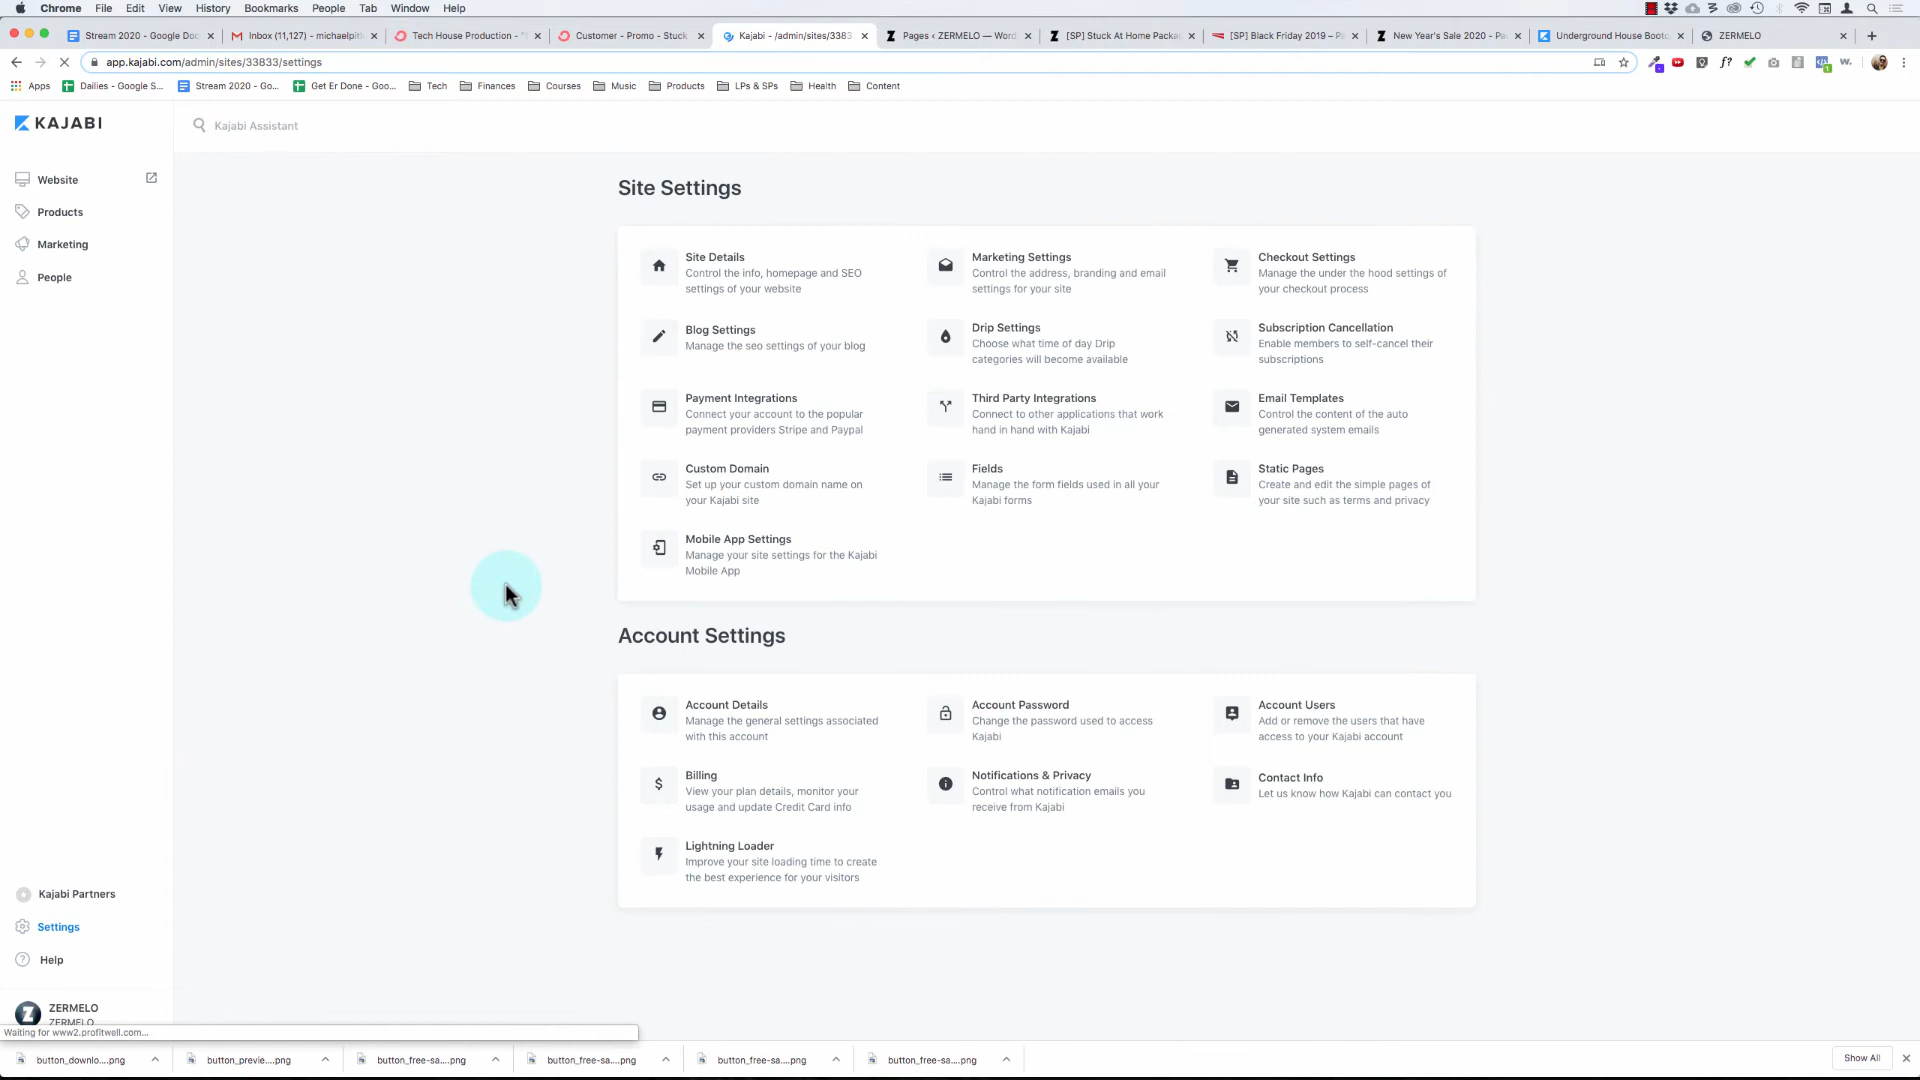 Chrome File Edit View History Bookmarks People Tab Window Help
Stream 2020 - Google Doc
Inbox (11,127) - michaelpit
Tech House Production - "
Customer - Promo - Stuck
Kajabi - /admin/sites/3383
Pages ‹ ZERMELO — Word
[SP] Stuck At Home Packa
[SP] Black Friday 2019 – Pa
New Year's Sale 2020 - Pa
Underground House Bootc
ZERMELO
app.kajabi.com/admin/sites/33833/settings
f?
w.
Apps
Dailies - Google S...
Stream 2020 - Go...
Get Er Done - Goo...
Tech
Finances
Courses
Music
Products
LPs & SPs
Health
Content
KAJABI
Kajabi Assistant
Website
Products
Marketing
People
Site Settings
Site Details
Control the info, homepage and SEO
settings of your website
Marketing Settings
Control the address, branding and email
settings for your site
Checkout Settings
Manage the under the hood settings of
your checkout process
Blog Settings
Manage the seo settings of your blog
Drip Settings
Choose what time of day Drip
categories will become available
Subscription Cancellation
Enable members to self-cancel their
subscriptions
Payment Integrations
Connect your account to the popular
payment providers Stripe and Paypal
Third Party Integrations
Connect to other applications that work
hand in hand with Kajabi
Email Templates
Control the content of the auto
generated system emails
Custom Domain
Set up your custom domain name on
your Kajabi site
Fields
Manage the form fields used in all your
Kajabi forms
Static Pages
Create and edit the simple pages of
your site such as terms and privacy
Mobile App Settings
Manage your site settings for the Kajabi
Mobile App
Account Settings
Account Details
Manage the general settings associated
with this account
Account Password
Change the password used to access
Kajabi
Account Users
Add or remove the users that have
access to your Kajabi account
Billing
View your plan details, monitor your
usage and update Credit Card info
Notifications & Privacy
Control what notification emails you
receive from Kajabi
Contact Info
Let us know how Kajabi can contact you
Lightning Loader
Improve your site loading time to create
the best experience for your visitors
Kajabi Partners
Settings
Help
ZERMELO
ZERMELO
Waiting for www2.profitwell.com...
button_downlo....png
button_previe....png
button_free-sa....png
button_free-sa....png
button_free-sa....png
button_free-sa....png
Show All